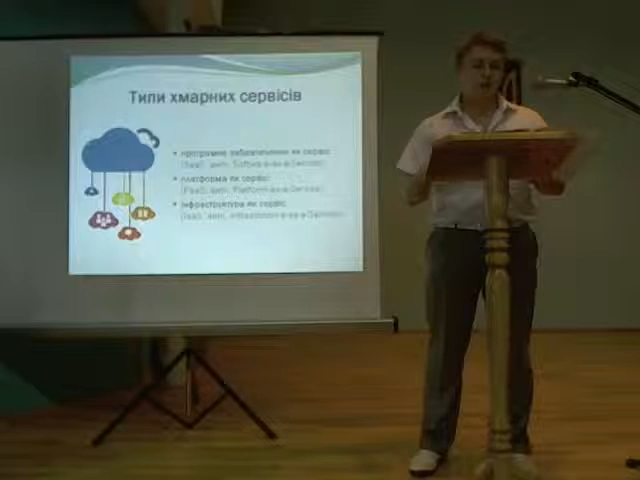 Типи хмарних сервісів
програмне забезпечення як сервіс
(SaaS, англ. Software-as-a-Service)
платформа як сервіс
(PaaS, англ. Platform-as-a-Service)
інфраструктура як сервіс
(IaaS, англ. Infrastructure-as-a-Service)